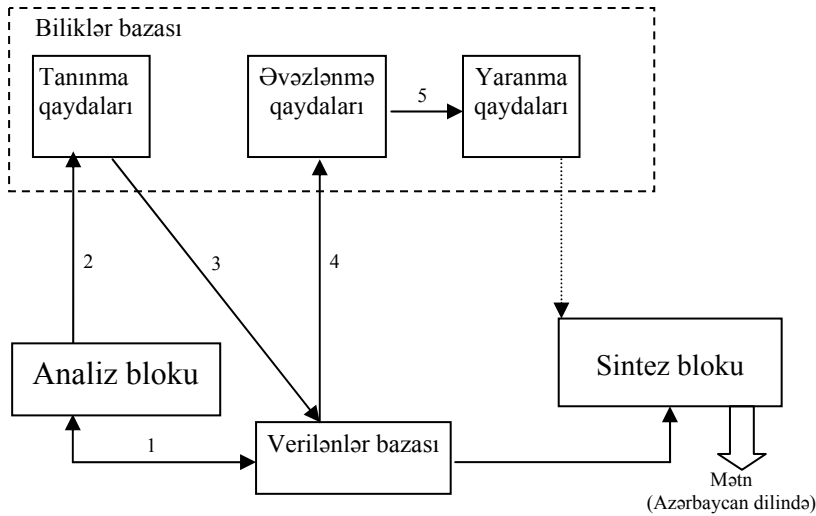 Biliklər bazası
Tanınma
qaydaları
Əvəzlənmə
qaydaları
5
Yaranma
qaydaları
2
3
4
Analiz bloku
Sintez bloku
1
Verilənlər bazası
Mətn
(Azərbaycan dilində)